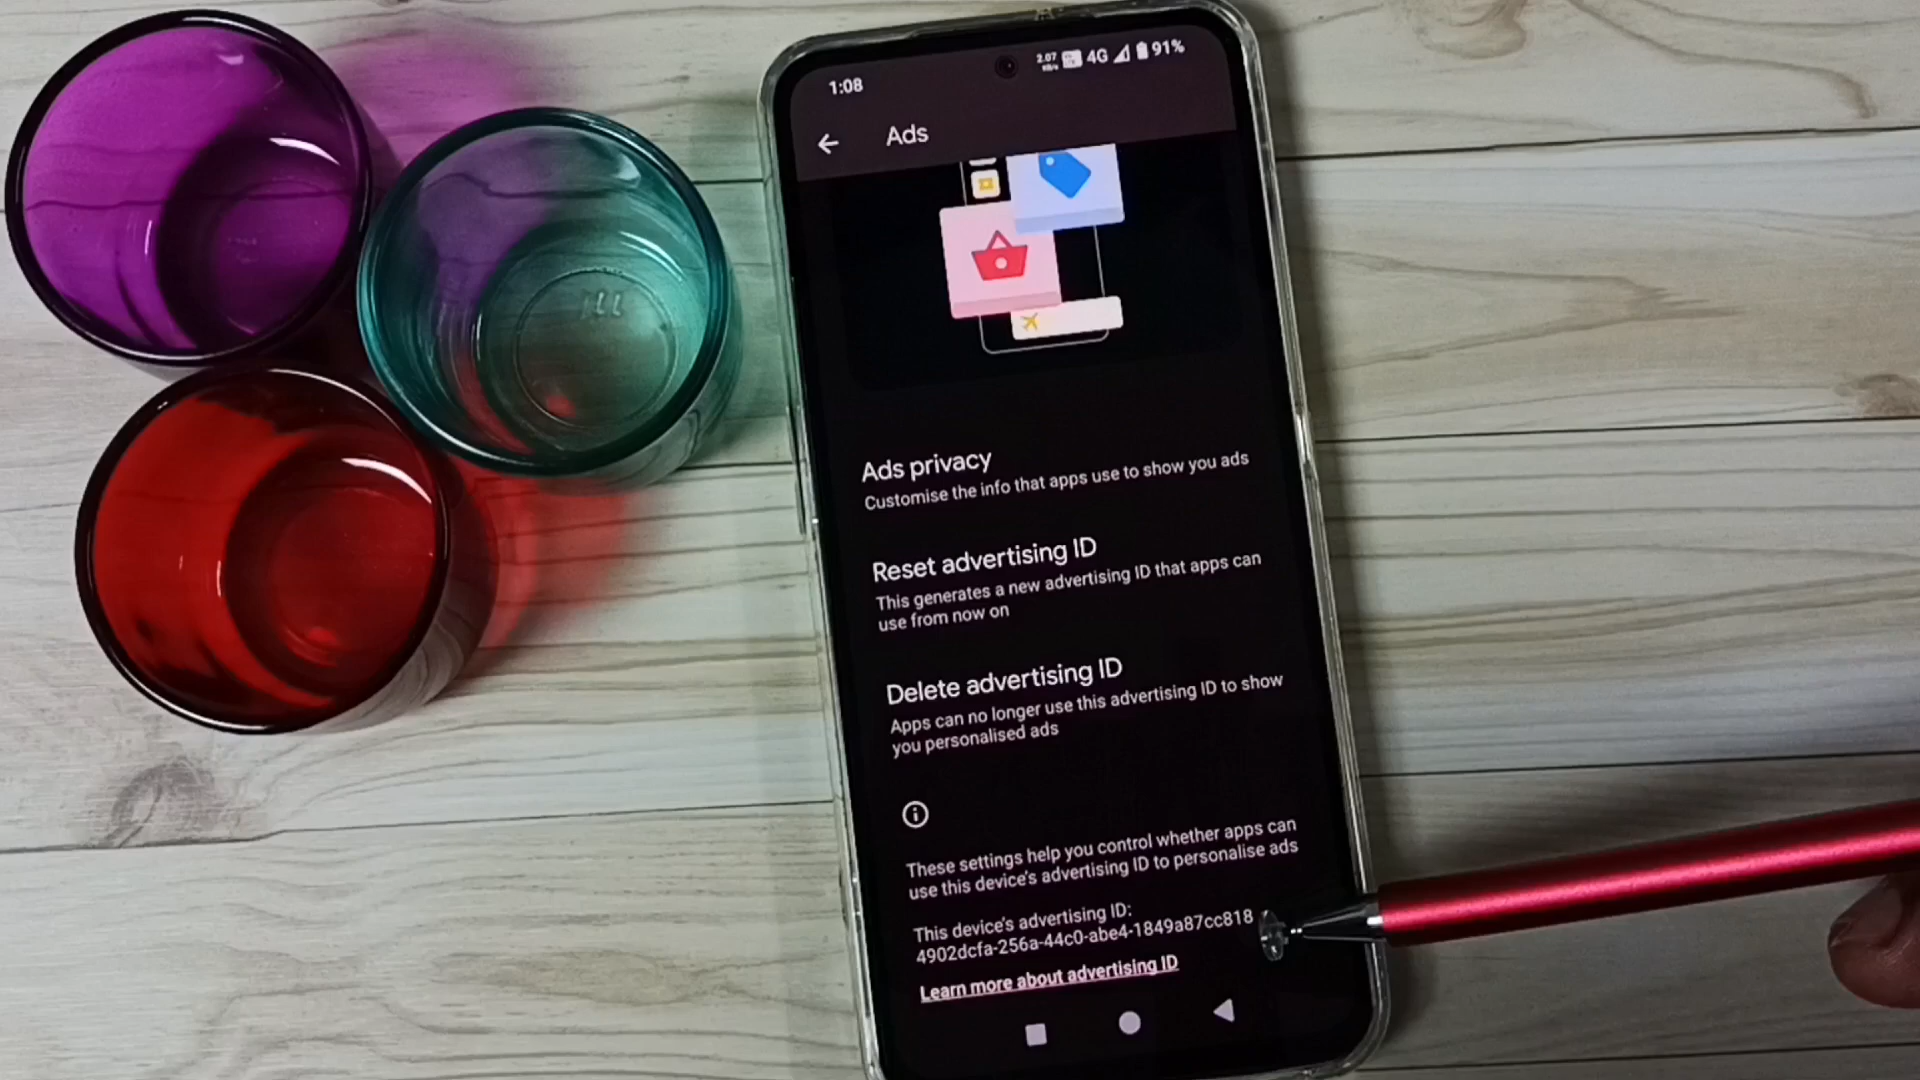 1:08
2.07
KB/s
4G
91%
Ads
Ads privacy
Customise the info that apps use to show you ads
Reset advertising ID
This generates a new advertising ID that apps can
use from now on
Delete advertising ID
Apps can no longer use this advertising ID to show
you personalised ads
These settings help you control whether apps can
use this device's advertising ID to personalise ads
This device's advertising ID:
4902dcfa-256a-44c0-abe4-1849a87cc818
Learn more about advertising ID